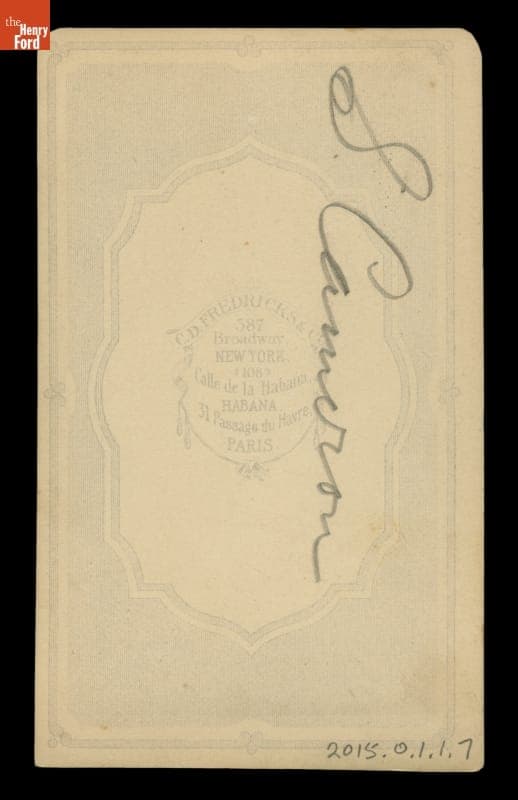 the
Henry
Ford
S Cameron
C.D. FREDRICKS & Co.
587
Broadway.
NEW YORK.
108
Calle de la Habana,
HABANA
31 Passage du Havre,
PARIS
2015.0.1.1.7